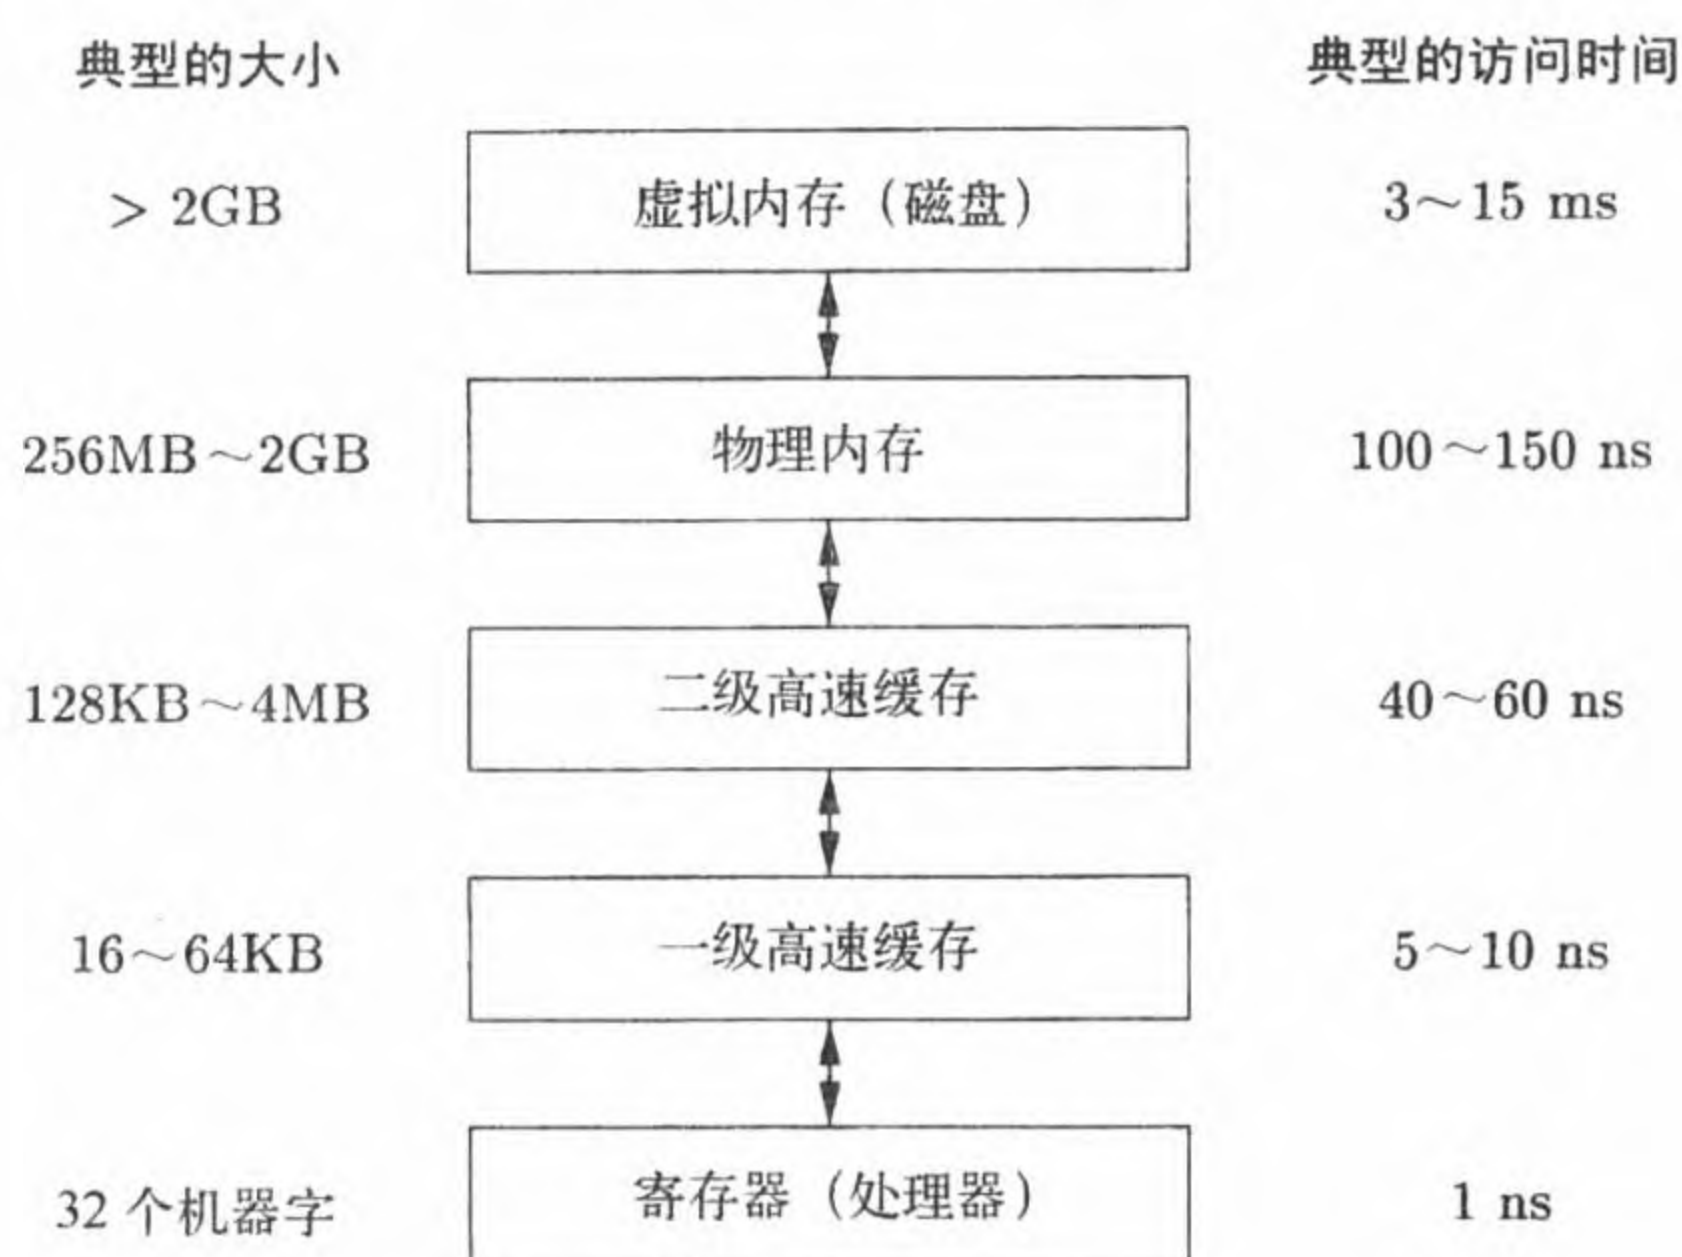 典型的大小 典型的访问时间
> 2GB 虚拟内存（磁盘） 3～15 ms
256MB～2GB 物理内存 100～150 ns
128KB～4MB 二级高速缓存 40～60 ns
16～64KB 一级高速缓存 5～10 ns
32 个机器字 寄存器（处理器） 1 ns